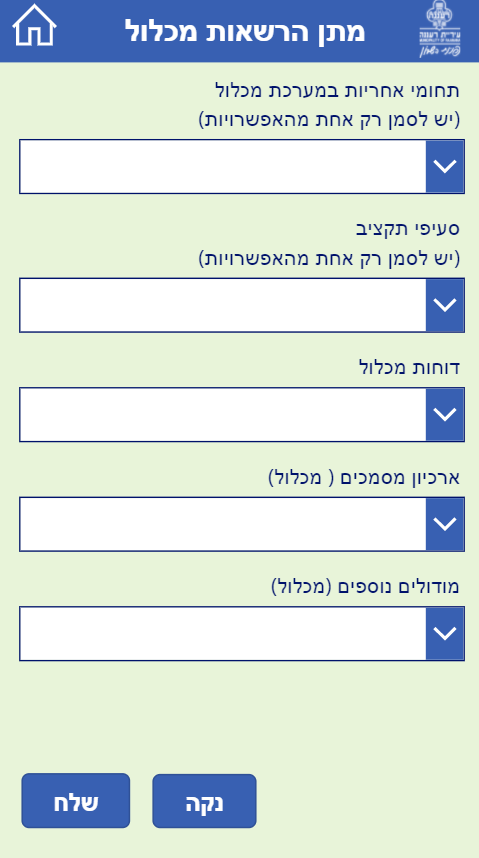 מתן הרשאות מכלול
עיריית רעננה
תחומי אחריות במערכת מכלול
(יש לסמן רק אחת מהאפשרויות)
סעיפי תקציב
(יש לסמן רק אחת מהאפשרויות)
דוחות מכלול
ארכיון מסמכים ( מכלול)
מודולים נוספים (מכלול)
נקה
שלח